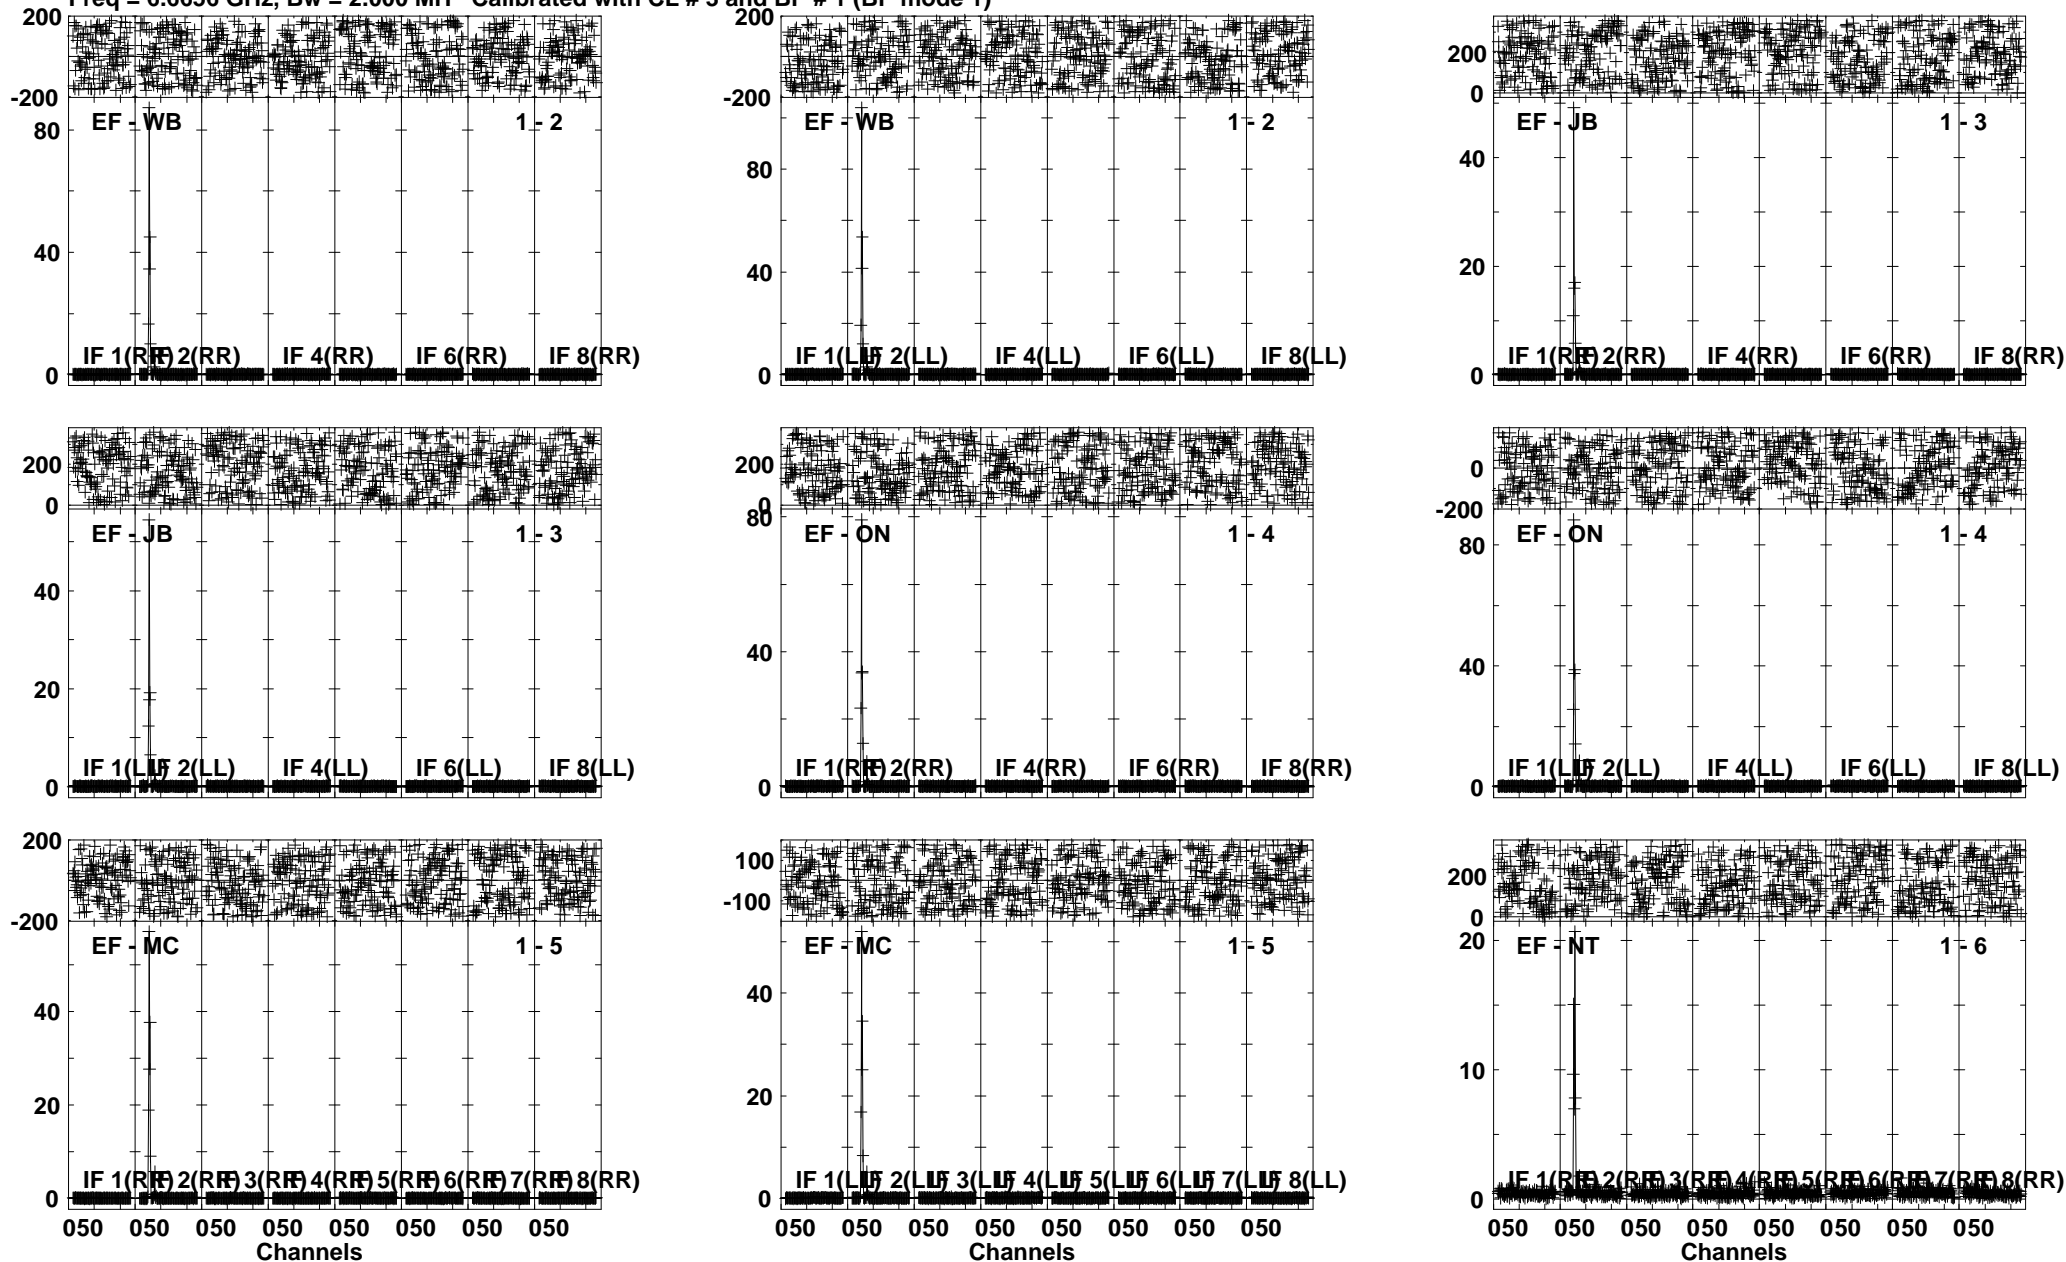 Freq = 6.6656 GHz, Bw = 2.000 MH Calibrated with CL # 3 and BP # 1 (BP mode 1)
200
-200
EF - WB 1 - 2
80
40
0
IF 1(RR) IF 2(RR) IF 4(RR) IF 6(RR) IF 8(RR)
200
-200
EF - WB 1 - 2
80
40
0
IF 1(LL) IF 2(LL) IF 4(LL) IF 6(LL) IF 8(LL)
200
0
EF - JB 1 - 3
40
20
0
IF 1(RR) IF 2(RR) IF 4(RR) IF 6(RR) IF 8(RR)
200
0
EF - JB 1 - 3
40
20
0
IF 1(LL) IF 2(LL) IF 4(LL) IF 6(LL) IF 8(LL)
200
0
80
EF - ON 1 - 4
40
0
IF 1(RR) IF 2(RR) IF 4(RR) IF 6(RR) IF 8(RR)
0
-200
EF - ON 1 - 4
80
40
0
IF 1(LL) IF 2(LL) IF 4(LL) IF 6(LL) IF 8(LL)
200
-200
EF - MC 1 - 5
40
20
0
IF 1(RR) IF 2(RR) IF 3(RR) IF 4(RR) IF 5(RR) IF 6(RR) IF 7(RR) IF 8(RR)
050 050 050 050 050 050 050 050
Channels
100
-100
EF - MC 1 - 5
40
20
0
IF 1(LL) IF 2(LL) IF 3(LL) IF 4(LL) IF 5(LL) IF 6(LL) IF 7(LL) IF 8(LL)
050 050 050 050 050 050 050 050
Channels
200
0
EF - NT 1 - 6
20
10
0
IF 1(RR) IF 2(RR) IF 3(RR) IF 4(RR) IF 5(RR) IF 6(RR) IF 7(RR) IF 8(RR)
050 050 050 050 050 050 050 050
Channels